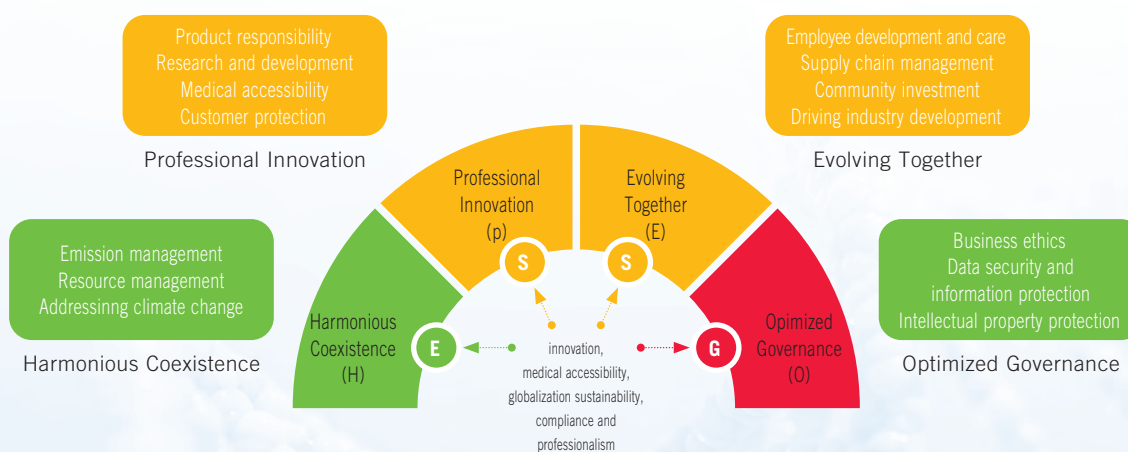 Product responsibility
Research and development
Medical accessibility
Customer protection
Professional Innovation
Employee development and care
Supply chain management
Community investment
Driving industry development
Evolving Together
Emission management
Resource management
Addressinng climate change
Harmonious Coexistence
Business ethics
Data security and
information protection
Intellectual property protection
Optimized Governance
Professional
Innovation
(p)
S
Evolving
Together
(E)
S
Harmonious
Coexistence
(H)
E
Opimized
Governance
(O)
G
innovation,
medical accessibility,
globalization sustainability,
compliance and
professionalism